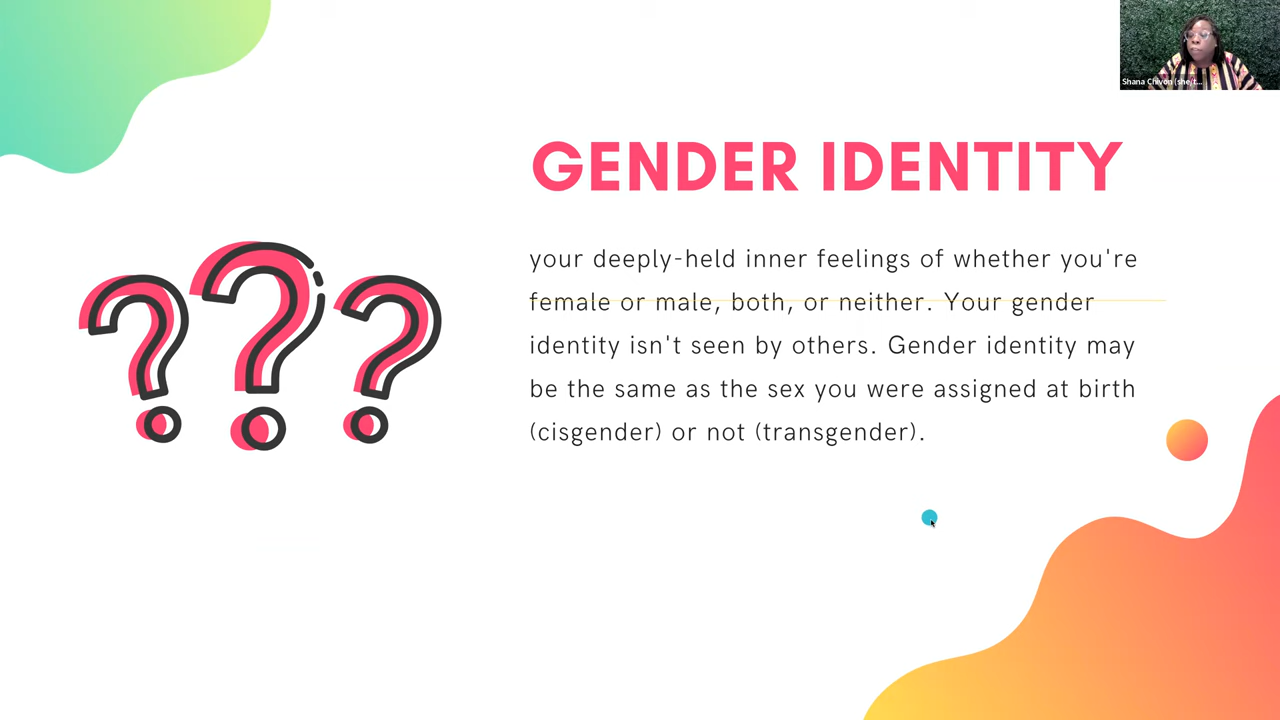 Shana Chivon (she/t...
GENDER IDENTITY
your deeply-held inner feelings of whether you're
female or male, both, or neither. Your gender
identity isn't seen by others. Gender identity may
be the same as the sex you were assigned at birth
(cisgender) or not (transgender).
???